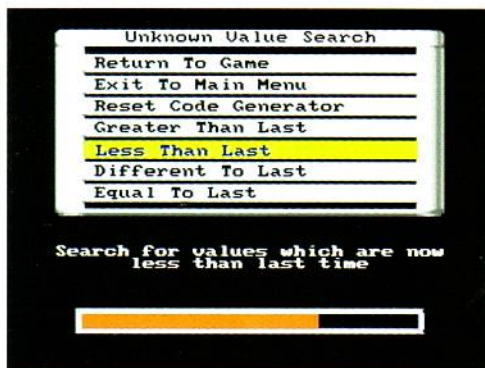 Unknown Value Search
Return To Game
Exit To Main Menu
Reset Code Generator
Greater Than Last
Less Than Last
Different To Last
Equal To Last
Search for values which are now
less than last time